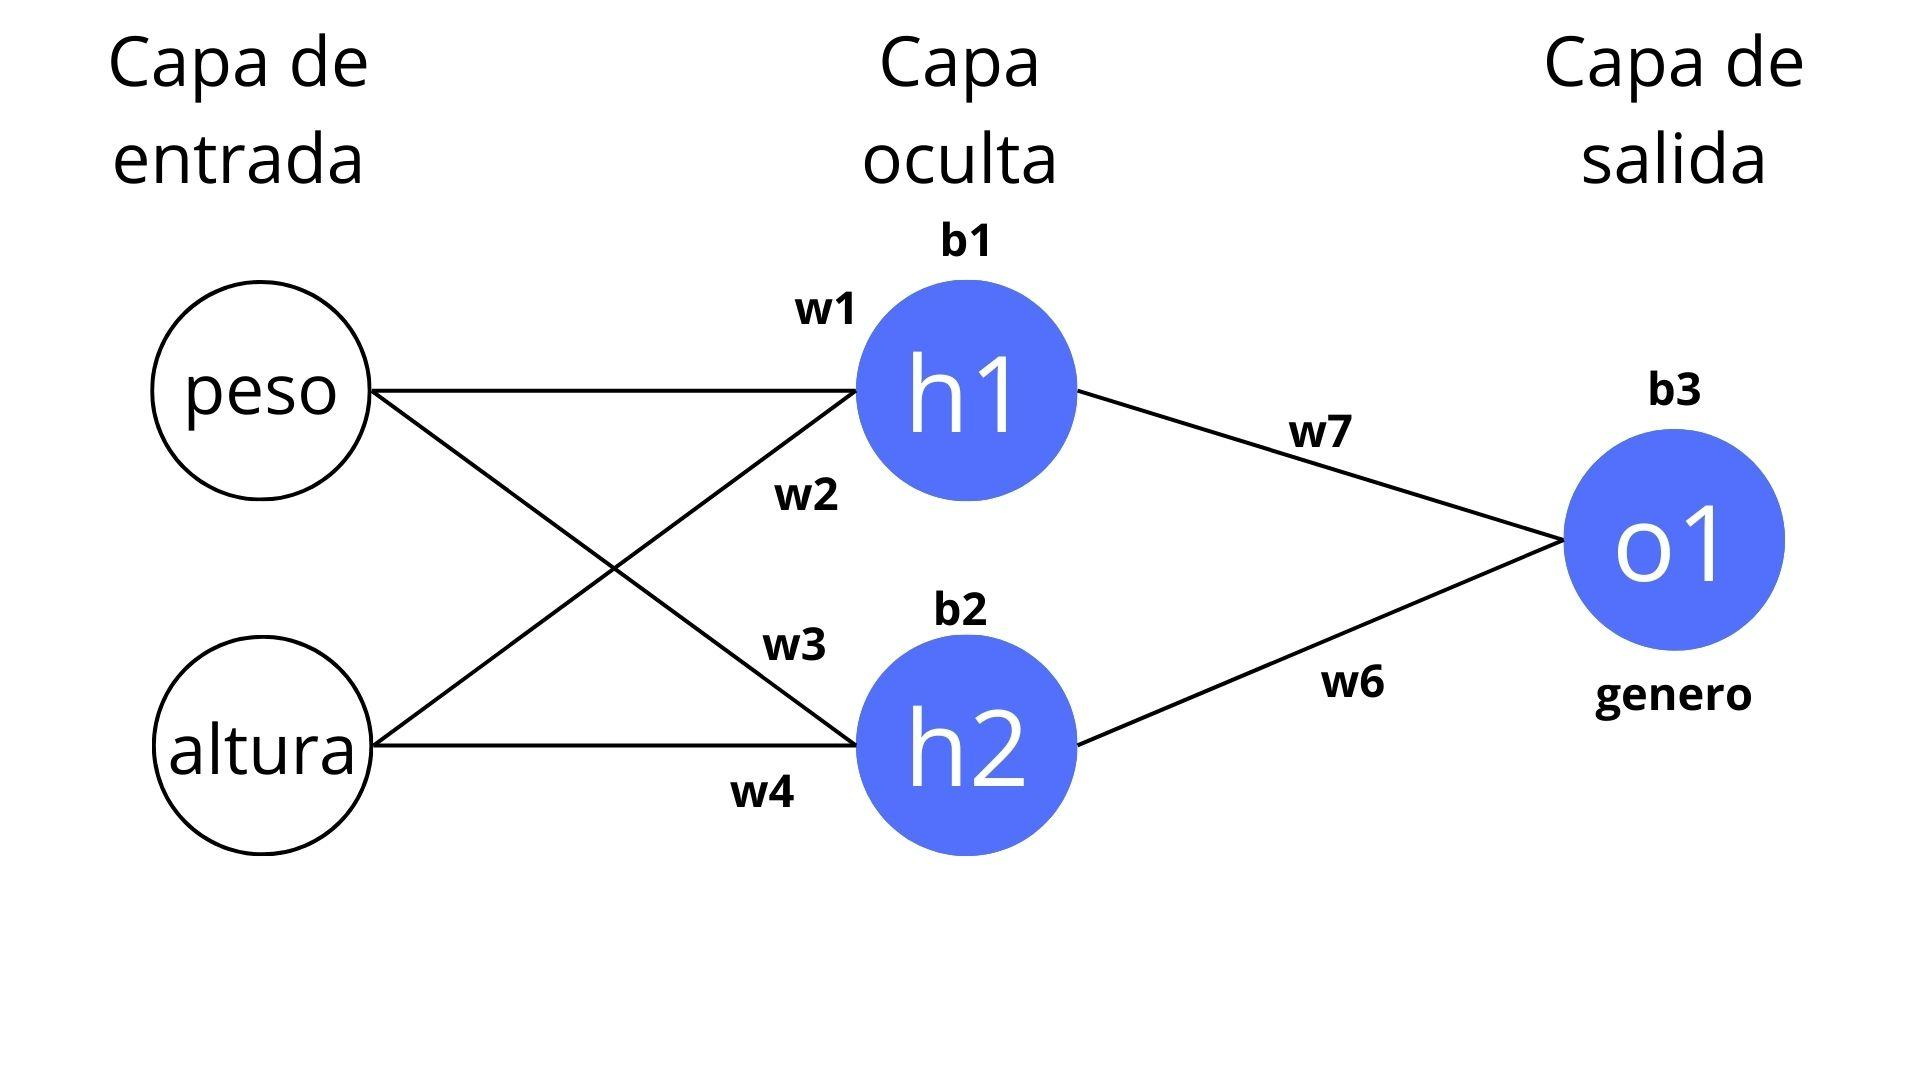 Capa de
entrada
Capa
oculta
Capa de
salida
b1
w1
peso
h1
w2
w7
b3
o1
genero
b2
w3
altura
h2
w4
w6